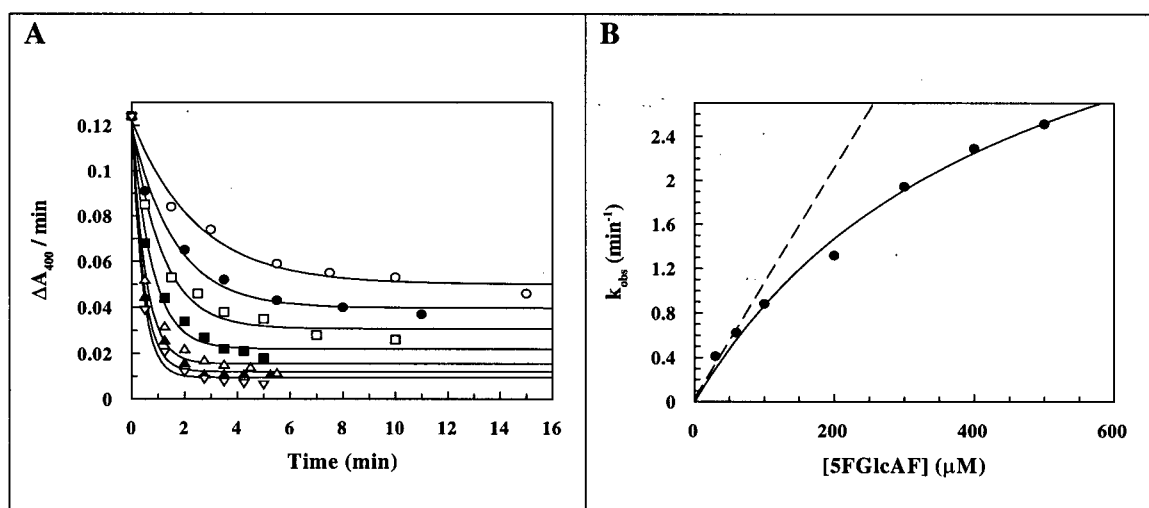 A
ΔA₄₀₀ / min
0.12
0.1
0.08
0.06
0.04
0.02
0
0 2 4 6 8 10 12 14 16
Time (min)
B
k_obs (min⁻¹)
2.4
2
1.6
1.2
0.8
0.4
0
0 200 400 600
[5FGlcAF] (μM)